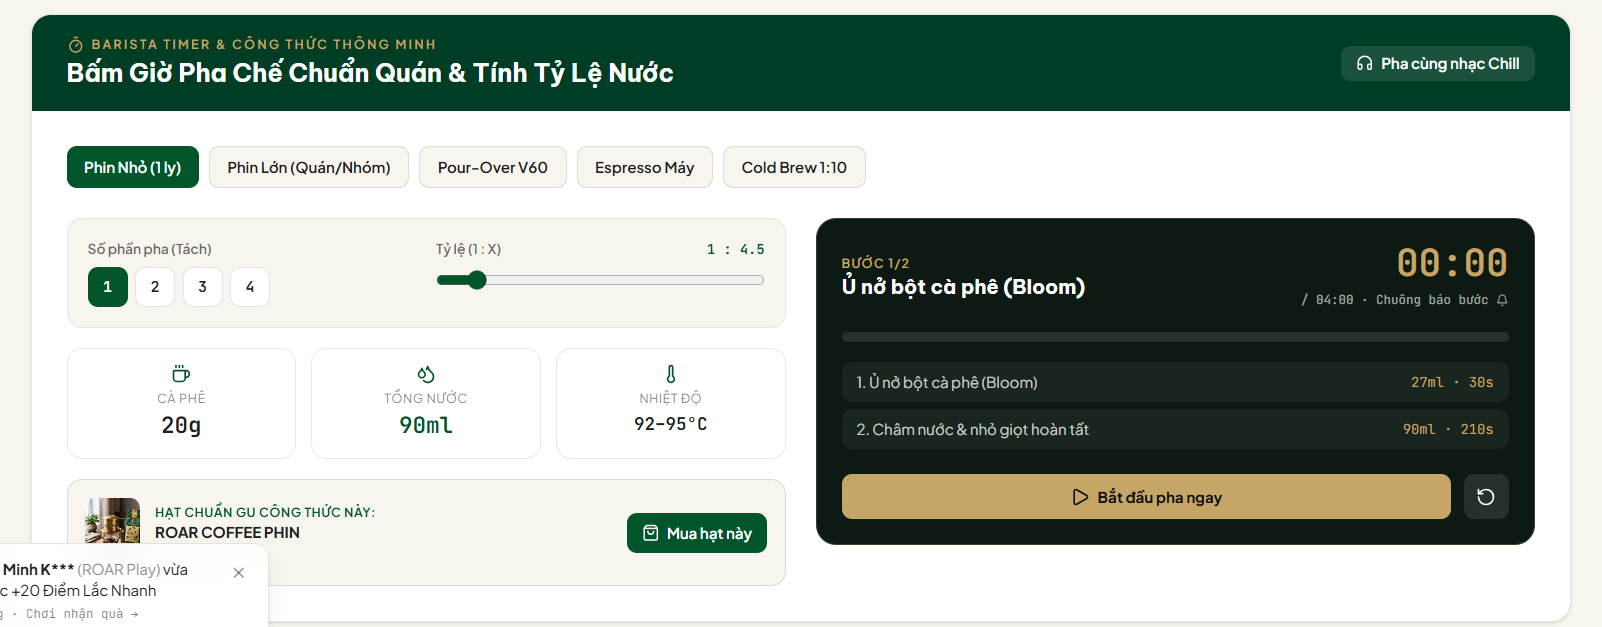 BARISTA TIMER & CÔNG THỨC THÔNG MINH
Bấm Giờ Pha Chế Chuẩn Quán & Tính Tỷ Lệ Nước
Pha cùng nhạc Chill
Phin Nhỏ (1 ly)
Phin Lớn (Quán/Nhóm)
Pour-Over V60
Espresso Máy
Cold Brew 1:10
Số phần pha (Tách)
1
2
3
4
Tỷ lệ (1 : X)
1 : 4.5
CÀ PHÊ
20g
TỔNG NƯỚC
90ml
NHIỆT ĐỘ
92–95°C
HẠT CHUẨN GU CÔNG THỨC NÀY:
ROAR COFFEE PHIN
Mua hạt này
BƯỚC 1/2
Ủ nở bột cà phê (Bloom)
00:00
/ 04:00 · Chuông báo bước
1. Ủ nở bột cà phê (Bloom)
27ml · 30s
2. Châm nước & nhỏ giọt hoàn tất
90ml · 210s
Bắt đầu pha ngay
Minh K*** (ROAR Play) vừa
c +20 Điểm Lắc Nhanh
· Chơi nhận quà →